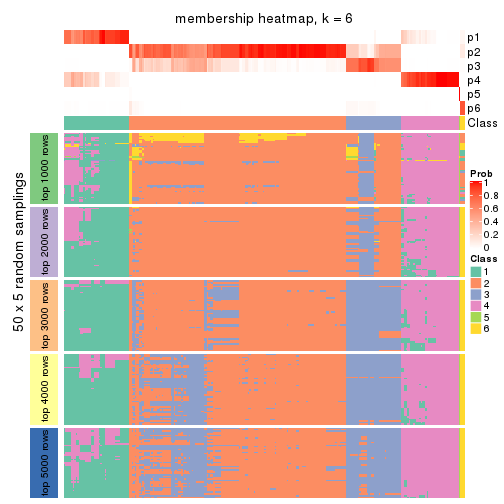 membership heatmap, k = 6
p1
p2
p3
p4
p5
p6
Class
50 x 5 random samplings
top 1000 rows
top 2000 rows
top 3000 rows
top 4000 rows
top 5000 rows
Prob
1
0.8
0.6
0.4
0.2
0
Class
1
2
3
4
5
6